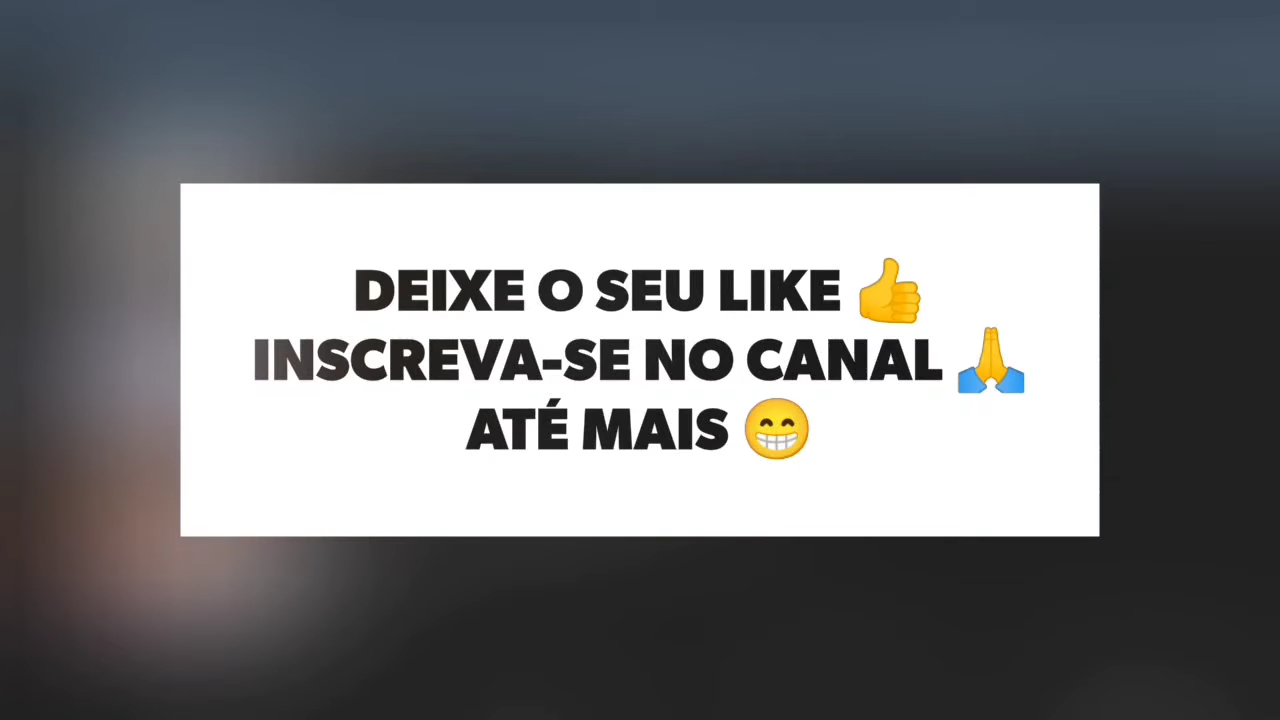 DEIXE O SEU LIKE 👍
INSCREVA-SE NO CANAL 🙏
ATÉ MAIS 😁